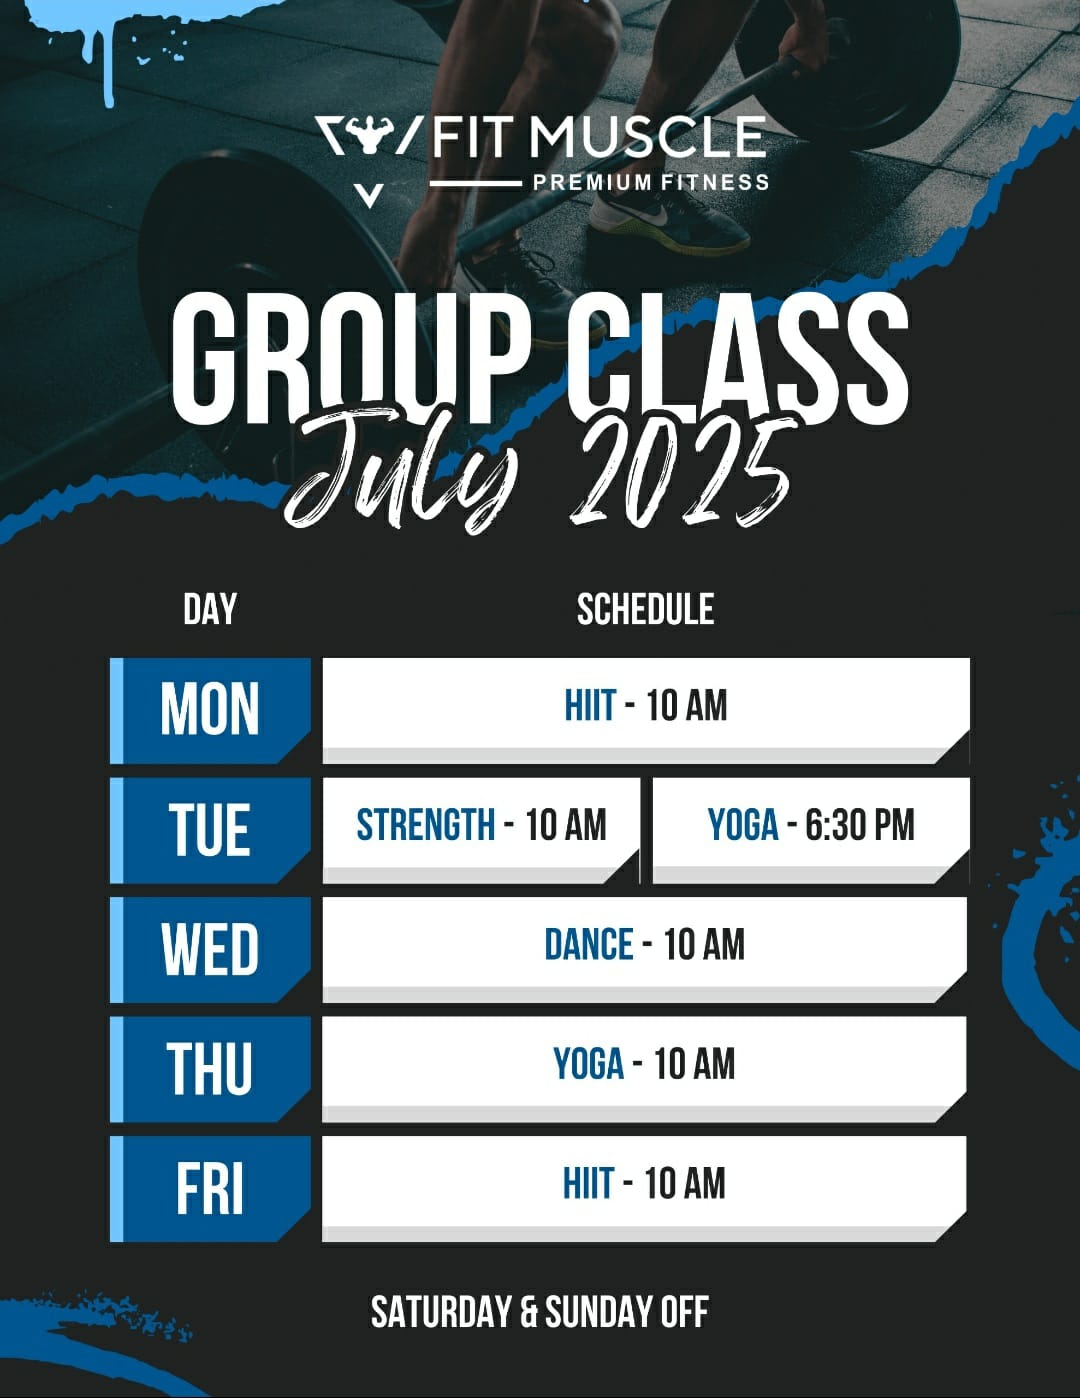 FIT MUSCLE
PREMIUM FITNESS
GROUP CLASS
July 2025
DAY SCHEDULE
MON HIIT - 10 AM
TUE STRENGTH - 10 AM YOGA - 6:30 PM
WED DANCE - 10 AM
THU YOGA - 10 AM
FRI HIIT - 10 AM
SATURDAY & SUNDAY OFF